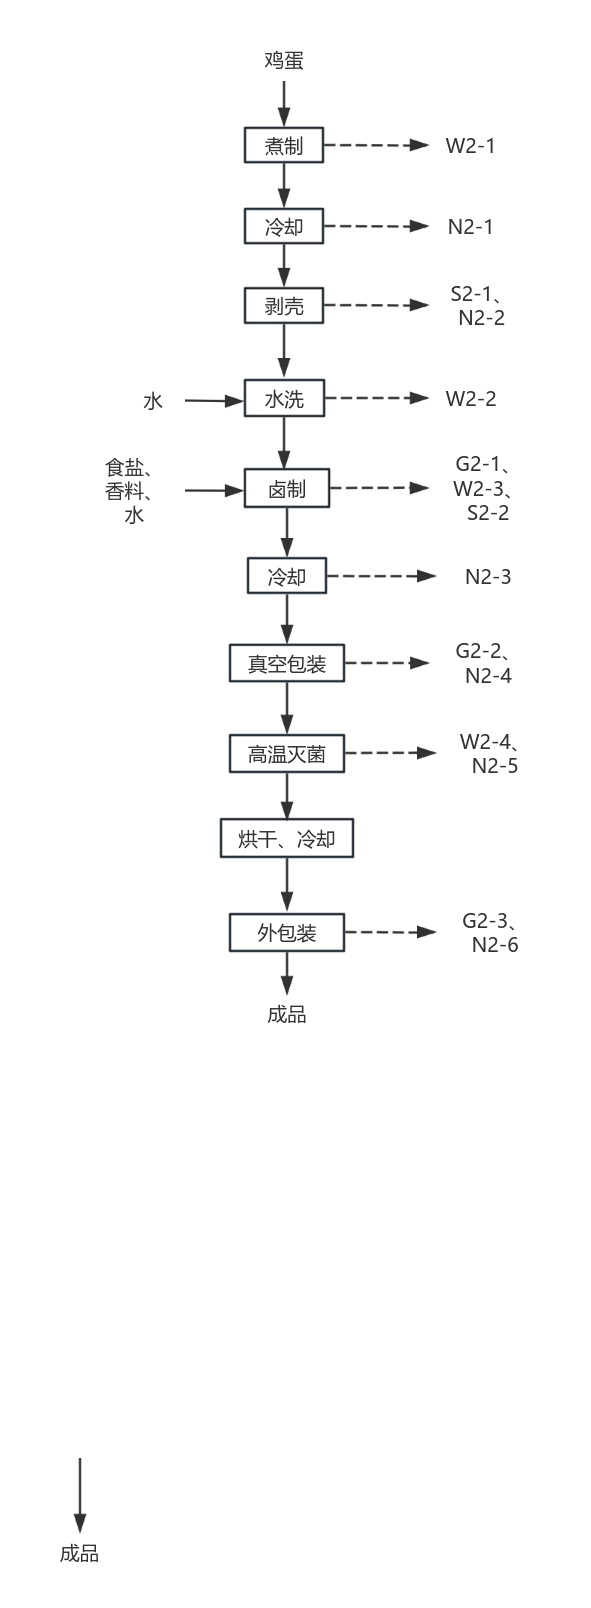 鸡蛋
煮制
W2-1
冷却
N2-1
剥壳
S2-1、
N2-2
水
水洗
W2-2
食盐、
香料、
水
卤制
G2-1、
W2-3、
S2-2
冷却
N2-3
真空包装
G2-2、
N2-4
高温灭菌
W2-4、
N2-5
烘干、冷却
外包装
G2-3、
N2-6
成品
成品